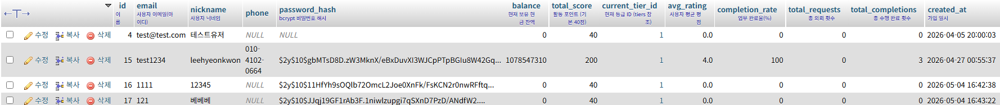 ←T→ id email nickname phone password_hash balance total_score current_tier_id avg_rating completion_rate total_requests total_completions created_at
이름 사용자 이메일(아이디) 사용자 닉네임 bcrypt 비밀번호 해시 현재 보유 현금 잔액 활동 포인트 (기본 40점) 현재 등급 ID (tiers 참조) 사용자 평균 평점 업무 완료율(%) 총 의뢰 횟수 총 수행 완료 횟수 가입 일시
수정 복사 삭제 4 test@test.com 테스트유저 NULL NULL 0 40 1 0.0 0 0 0 2026-04-05 20:00:03
수정 복사 삭제 15 test1234 leehyeonkwon 010-4102-0664 $2y$10$gbMTsD8D.zW3MknX/eBxDuvXI3WJCpPTpBGIu8W42Gq... 1078547310 200 1 4.0 100 0 3 2026-04-27 00:55:37
수정 복사 삭제 16 1111 12345 NULL $2y$10$11HfYh9sOQlb72OmcL2Joe0XnFk/FsKCN2r0nwRFftq... 0 40 1 0.0 0 0 0 2026-05-04 16:42:38
수정 복사 삭제 17 121 베베베 NULL $2y$10$JJqj19GF1rAb3F.1niwlzupgi7qSXnD7PzD/ANdfW2.... 0 40 1 0.0 0 0 0 2026-05-04 16:43:22